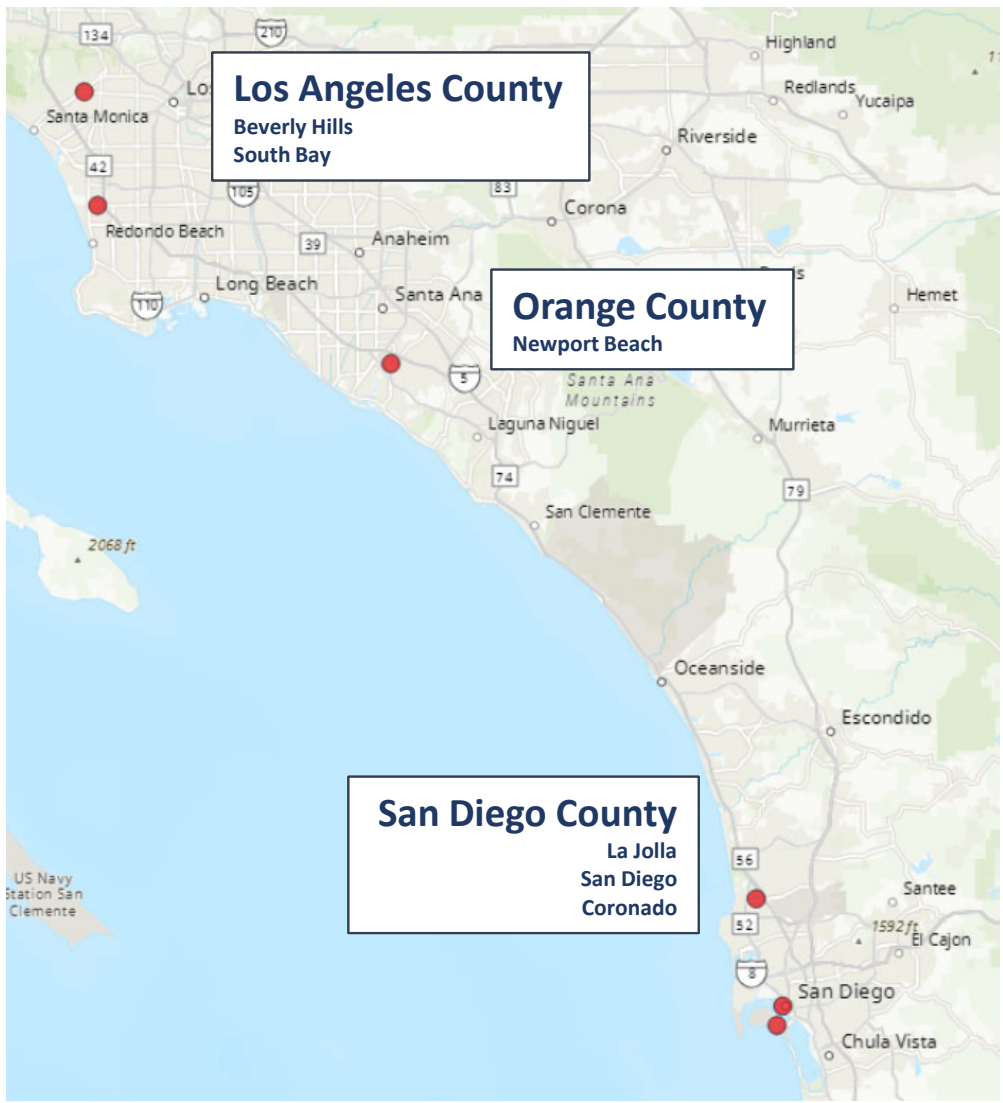 134
210
Highland
Los Angeles County
Beverly Hills
South Bay
Redlands
Yucaipa
Santa Monica
Riverside
42
105
83
Corona
Redondo Beach
39
Anaheim
Long Beach
110
Santa Ana
Orange County
Newport Beach
Hemet
5
Santa Ana
Mountains
Laguna Niguel
Murrieta
74
79
San Clemente
2068 ft
Oceanside
Escondido
San Diego County
La Jolla
San Diego
Coronado
56
US Navy
Station San
Clemente
Santee
52
1592 ft
El Cajon
8
San Diego
Chula Vista